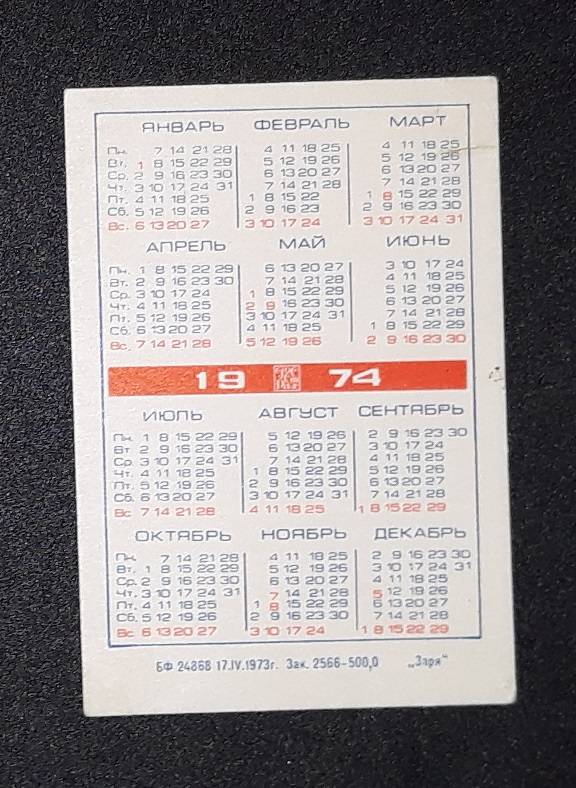 ЯНВАРЬ ФЕВРАЛЬ МАРТ
Пн. 7 14 21 28 4 11 18 25 4 11 18 25
Вт. 1 8 15 22 29 5 12 19 26 5 12 19 26
Ср. 2 9 16 23 30 6 13 20 27 6 13 20 27
Чт. 3 10 17 24 31 7 14 21 28 7 14 21 28
Пт. 4 11 18 25 1 8 15 22 1 8 15 22 29
Сб. 5 12 19 26 2 9 16 23 2 9 16 23 30
Вс. 6 13 20 27 3 10 17 24 3 10 17 24 31
АПРЕЛЬ МАЙ ИЮНЬ
Пн. 1 8 15 22 29 6 13 20 27 3 10 17 24
Вт. 2 9 16 23 30 7 14 21 28 4 11 18 25
Ср. 3 10 17 24 1 8 15 22 29 5 12 19 26
Чт. 4 11 18 25 2 9 16 23 30 6 13 20 27
Пт. 5 12 19 26 3 10 17 24 31 7 14 21 28
Сб. 6 13 20 27 4 11 18 25 1 8 15 22 29
Вс. 7 14 21 28 5 12 19 26 2 9 16 23 30
19 74
ИЮЛЬ АВГУСТ СЕНТЯБРЬ
Пн. 1 8 15 22 29 5 12 19 26 2 9 16 23 30
Вт 2 9 16 23 30 6 13 20 27 3 10 17 24
Ср. 3 10 17 24 31 7 14 21 28 4 11 18 25
Чт. 4 11 18 25 1 8 15 22 29 5 12 19 26
Пт. 5 12 19 26 2 9 16 23 30 6 13 20 27
Сб. 6 13 20 27 3 10 17 24 31 7 14 21 28
Вс 7 14 21 28 4 11 18 25 1 8 15 22 29
ОКТЯБРЬ НОЯБРЬ ДЕКАБРЬ
Пн. 7 14 21 28 4 11 18 25 2 9 16 23 30
Вт. 1 8 15 22 29 5 12 19 26 3 10 17 24 31
Ср. 2 9 16 23 30 6 13 20 27 4 11 18 25
Чт. 3 10 17 24 31 7 14 21 28 5 12 19 26
Пт. 4 11 18 25 1 8 15 22 29 6 13 20 27
Сб. 5 12 19 26 2 9 16 23 30 7 14 21 28
Вс 6 13 20 27 3 10 17 24 1 8 15 22 29
БФ 24868 17.IV.1973г. Зак. 2566-500,0 „Заря"